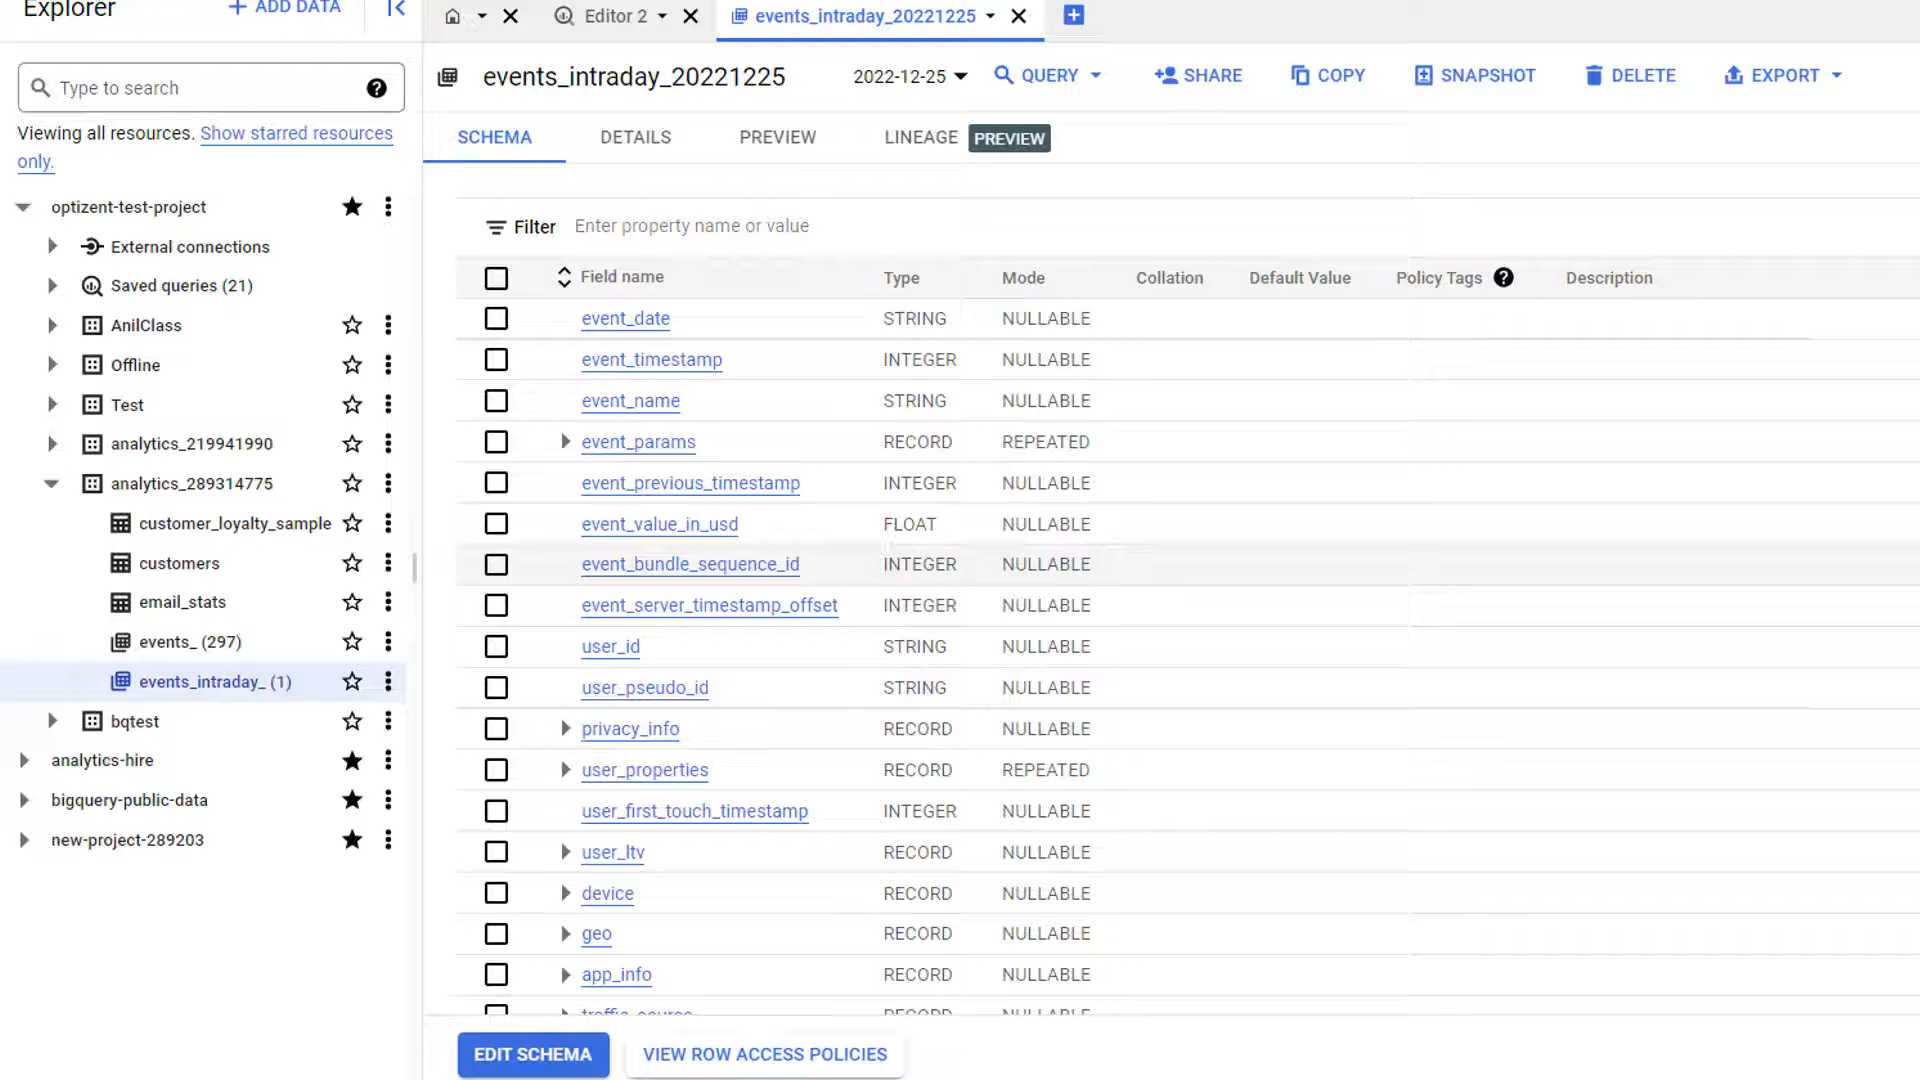 Explorer
+ ADD DATA
Editor 2
events_intraday_20221225
Type to search
Viewing all resources. Show starred resources
only.
optizent-test-project
External connections
Saved queries (21)
AnilClass
Offline
Test
analytics_219941990
analytics_289314775
customer_loyalty_sample
customers
email_stats
events_ (297)
events_intraday_ (1)
bqtest
analytics-hire
bigquery-public-data
new-project-289203
events_intraday_20221225
2022-12-25
QUERY
SHARE
COPY
SNAPSHOT
DELETE
EXPORT
SCHEMA DETAILS PREVIEW LINEAGE PREVIEW
Filter Enter property name or value
Field name Type Mode Collation Default Value Policy Tags Description
event_date STRING NULLABLE
event_timestamp INTEGER NULLABLE
event_name STRING NULLABLE
event_params RECORD REPEATED
event_previous_timestamp INTEGER NULLABLE
event_value_in_usd FLOAT NULLABLE
event_bundle_sequence_id INTEGER NULLABLE
event_server_timestamp_offset INTEGER NULLABLE
user_id STRING NULLABLE
user_pseudo_id STRING NULLABLE
privacy_info RECORD NULLABLE
user_properties RECORD REPEATED
user_first_touch_timestamp INTEGER NULLABLE
user_ltv RECORD NULLABLE
device RECORD NULLABLE
geo RECORD NULLABLE
app_info RECORD NULLABLE
traffic_source RECORD NULLABLE
EDIT SCHEMA
VIEW ROW ACCESS POLICIES